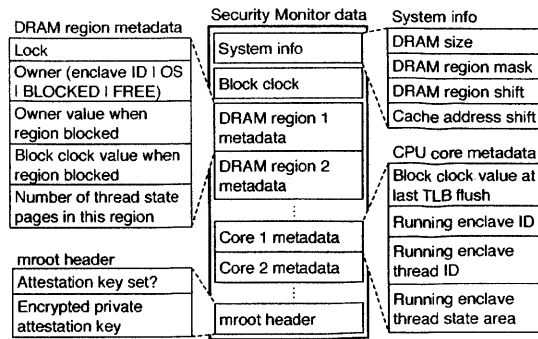 DRAM region metadata
Lock
Owner (enclave ID | OS
| BLOCKED | FREE)
Owner value when
region blocked
Block clock value when
region blocked
Number of thread state
pages in this region
mroot header
Attestation key set?
Encrypted private
attestation key
Security Monitor data
System info
Block clock
DRAM region 1
metadata
DRAM region 2
metadata
⋮
Core 1 metadata
Core 2 metadata
⋮
mroot header
System info
DRAM size
DRAM region mask
DRAM region shift
Cache address shift
CPU core metadata
Block clock value at
last TLB flush
Running enclave ID
Running enclave
thread ID
Running enclave
thread state area